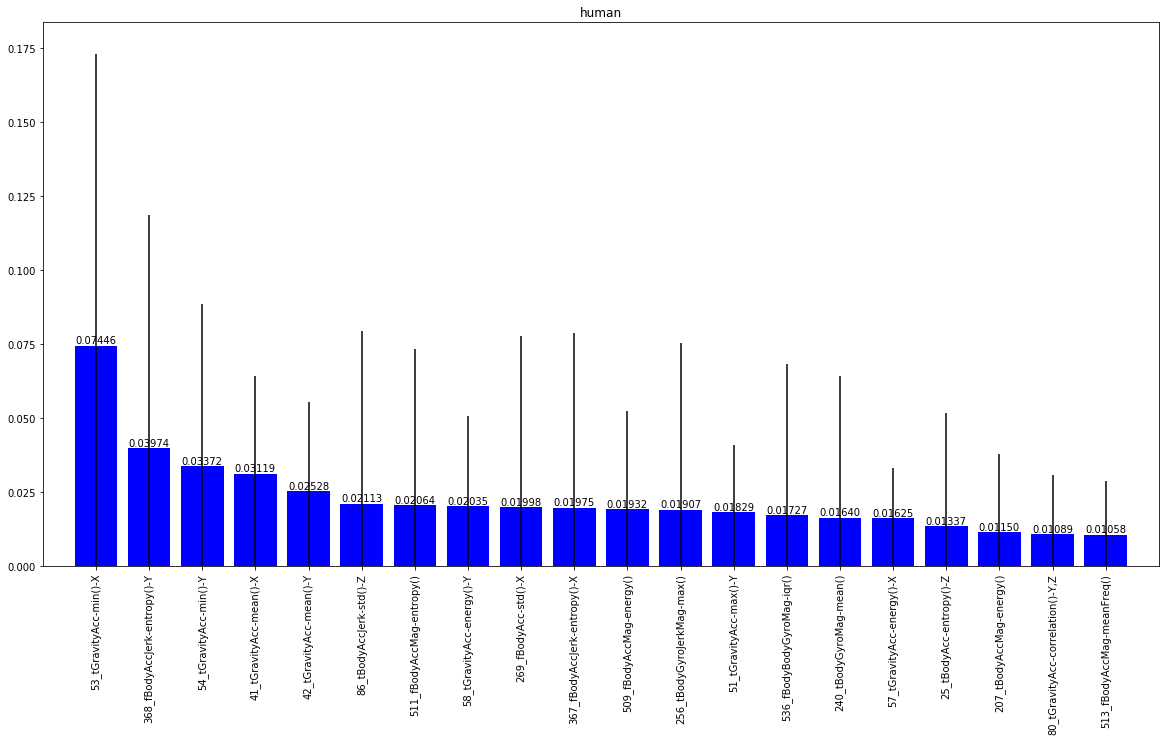 human
0.175
0.150
0.125
0.100
0.075
0.050
0.025
0.000
0.07446
0.03974
0.03372
0.03119
0.02528
0.02113
0.02064
0.02035
0.01998
0.01975
0.01932
0.01907
0.01829
0.01727
0.01640
0.01625
0.01337
0.01150
0.01089
0.01058
53_tGravityAcc-min()-X
368_fBodyAccJerk-entropy()-Y
54_tGravityAcc-min()-Y
41_tGravityAcc-mean()-X
42_tGravityAcc-mean()-Y
86_tBodyAccJerk-std()-Z
511_fBodyAccMag-entropy()
58_tGravityAcc-energy()-Y
269_fBodyAcc-std()-X
367_fBodyAccJerk-entropy()-X
509_fBodyAccMag-energy()
256_tBodyGyroJerkMag-max()
51_tGravityAcc-max()-Y
536_fBodyBodyGyroMag-iqr()
240_tBodyGyroMag-mean()
57_tGravityAcc-energy()-X
25_tBodyAcc-entropy()-Z
207_tBodyAccMag-energy()
80_tGravityAcc-correlation()-Y,Z
513_fBodyAccMag-meanFreq()